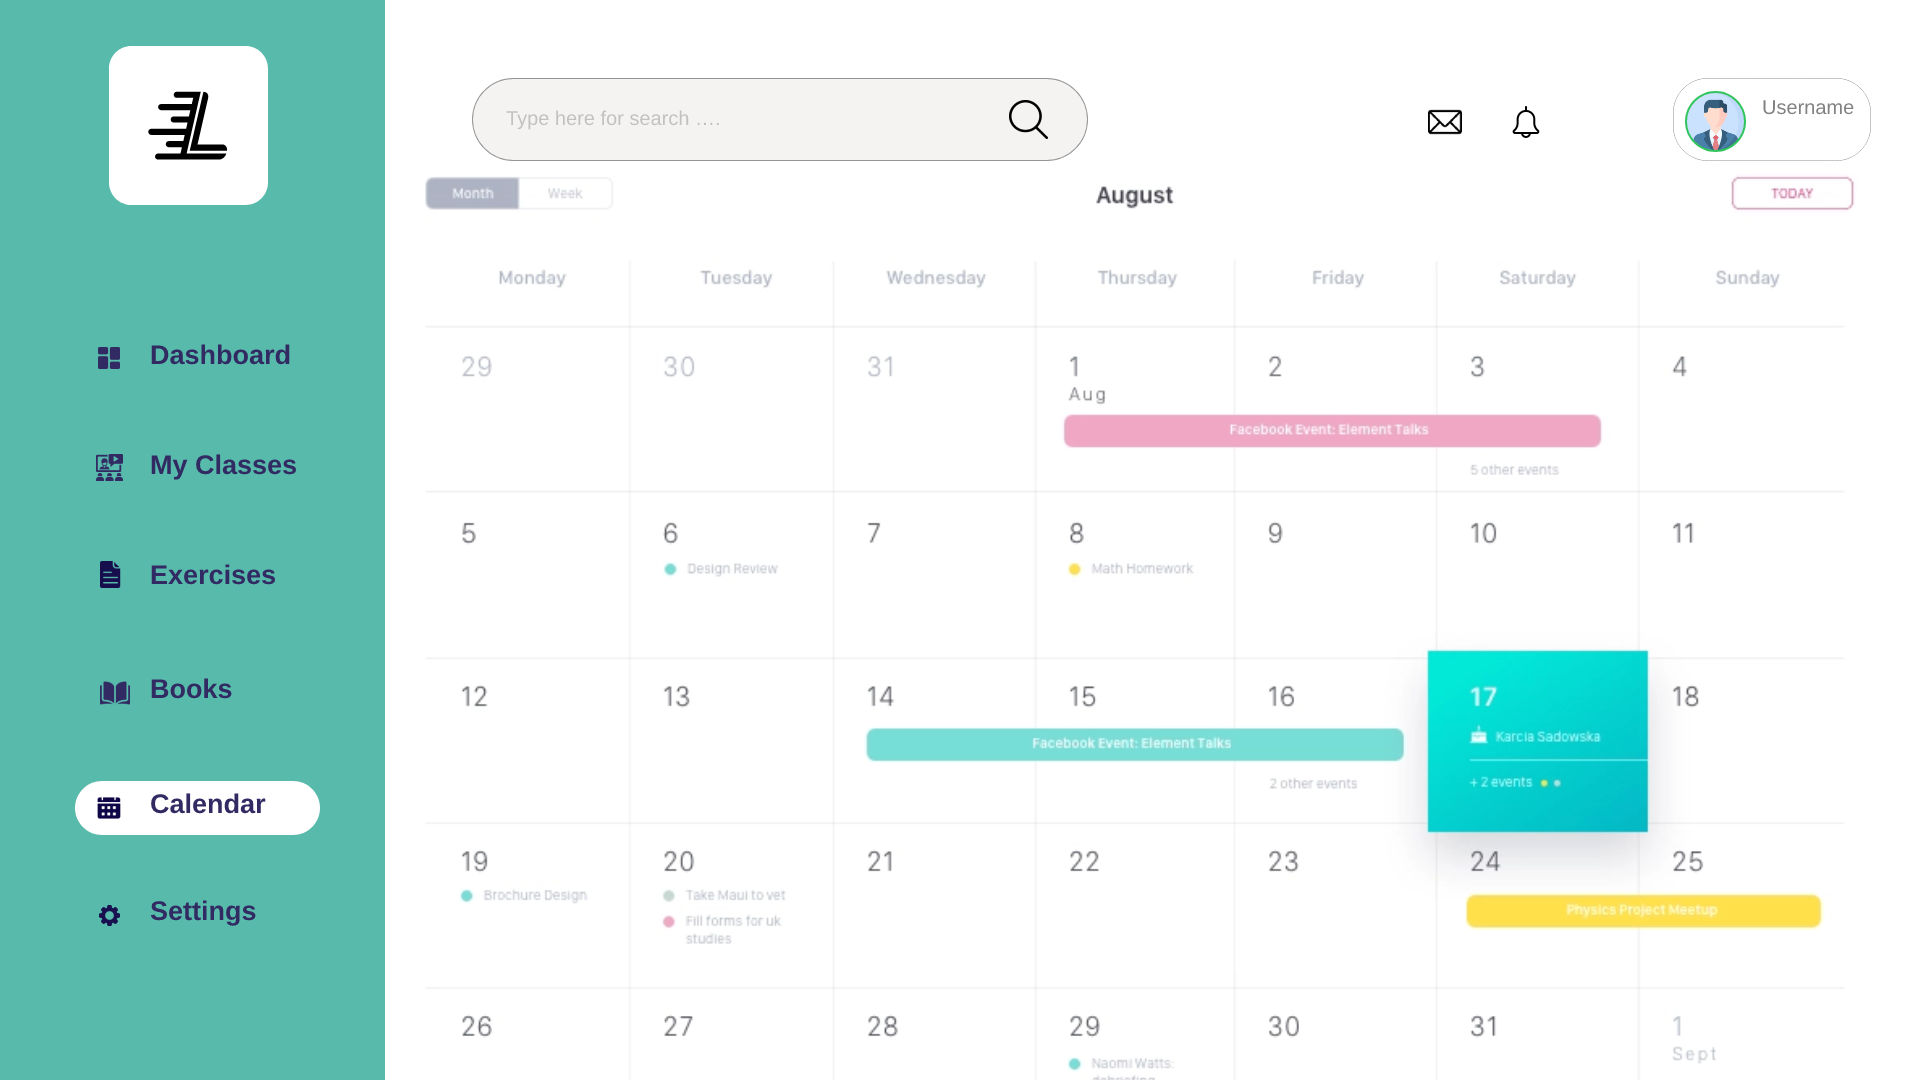 Type here for search ....
Username
Month
Week
August
TODAY
Dashboard
My Classes
Exercises
Books
Calendar
Settings
Monday
Tuesday
Wednesday
Thursday
Friday
Saturday
Sunday
29
30
31
1
Aug
2
3
4
Facebook Event: Element Talks
5 other events
5
6
Design Review
7
8
Math Homework
9
10
11
12
13
14
15
16
Facebook Event: Element Talks
2 other events
17
Karcia Sadowska
+ 2 events
18
19
Brochure Design
20
Take Maui to vet
Fill forms for uk
studies
21
22
23
24
25
Physics Project Meetup
26
27
28
29
Naomi Watts:
30
31
1
Sept